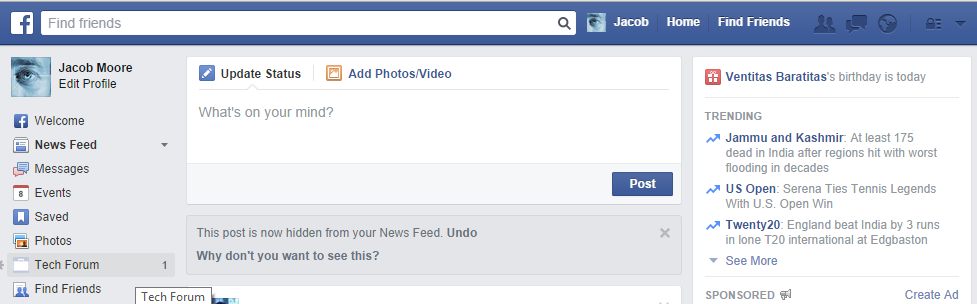 f Find friends Jacob Home Find Friends
Jacob Moore
Edit Profile
Welcome
News Feed
Messages
8 Events
Saved
Photos
Tech Forum 1
Find Friends
Tech Forum
Update Status Add Photos/Video
What's on your mind?
Post
This post is now hidden from your News Feed. Undo
Why don't you want to see this?
Ventitas Baratitas's birthday is today
TRENDING
Jammu and Kashmir: At least 175
dead in India after regions hit with worst
flooding in decades
US Open: Serena Ties Tennis Legends
With U.S. Open Win
Twenty20: England beat India by 3 runs
in lone T20 international at Edgbaston
See More
SPONSORED Create Ad